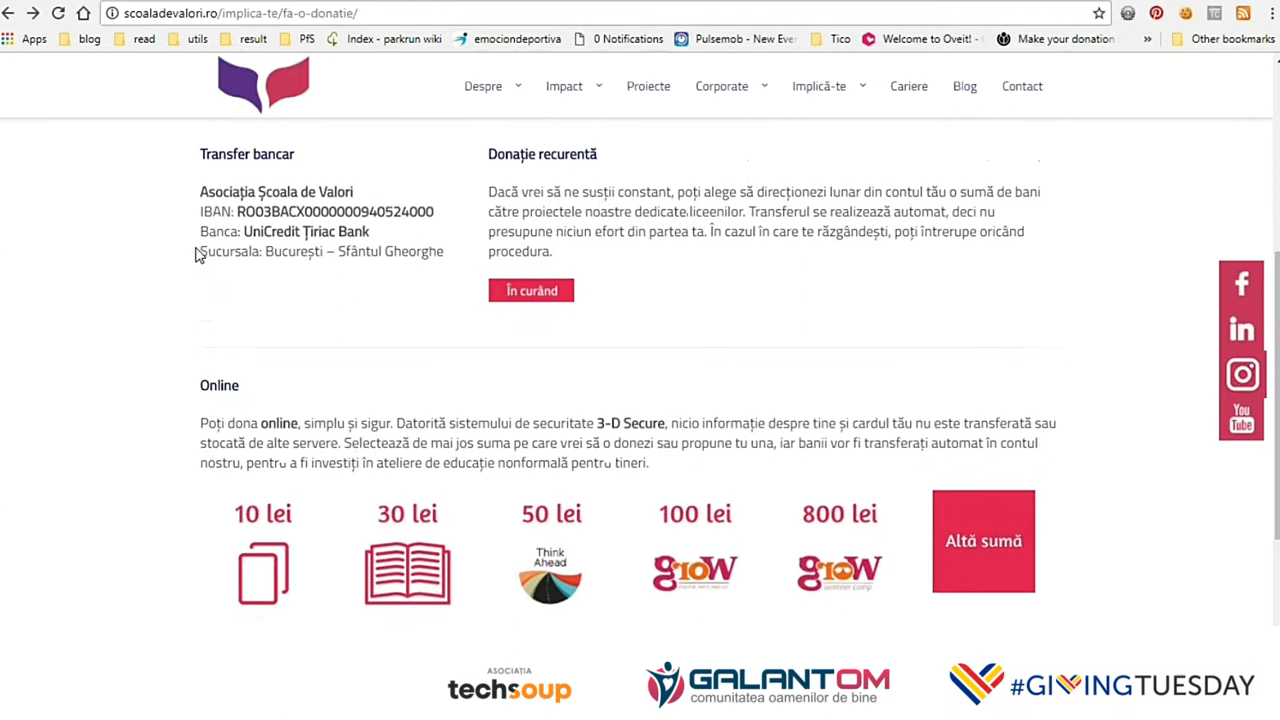 scoaladevalori.ro/implica-te/fa-o-donatie/
Apps blog read utils result PfS Index - parkrun wiki emociondeportiva 0 Notifications Pulsemob - New Eve Tico Welcome to Oveit! Make your donation » Other bookmarks
Despre Impact Proiecte Corporate Implică-te Cariere Blog Contact
Transfer bancar
Asociația Școala de Valori
IBAN: RO03BACX0000000940524000
Banca: UniCredit Țiriac Bank
Sucursala: București – Sfântul Gheorghe
Donație recurentă
Dacă vrei să ne susții constant, poți alege să direcționezi lunar din contul tău o sumă de bani
către proiectele noastre dedicate liceenilor. Transferul se realizează automat, deci nu
presupune niciun efort din partea ta. În cazul în care te răzgândești, poți întrerupe oricând
procedura.
În curând
Online
Poți dona online, simplu și sigur. Datorită sistemului de securitate 3-D Secure, nicio informație despre tine și cardul tău nu este transferată sau
stocată de alte servere. Selectează de mai jos suma pe care vrei să o donezi sau propune tu una, iar banii vor fi transferați automat în contul
nostru, pentru a fi investiți în ateliere de educație nonformală pentru tineri.
10 lei 30 lei 50 lei 100 lei 800 lei Altă sumă
Think
Ahead
grow
grow
summer camp
You
Tube
ASOCIAȚIA
techsoup
GALANTOM
comunitatea oamenilor de bine
#GIVINGTUESDAY